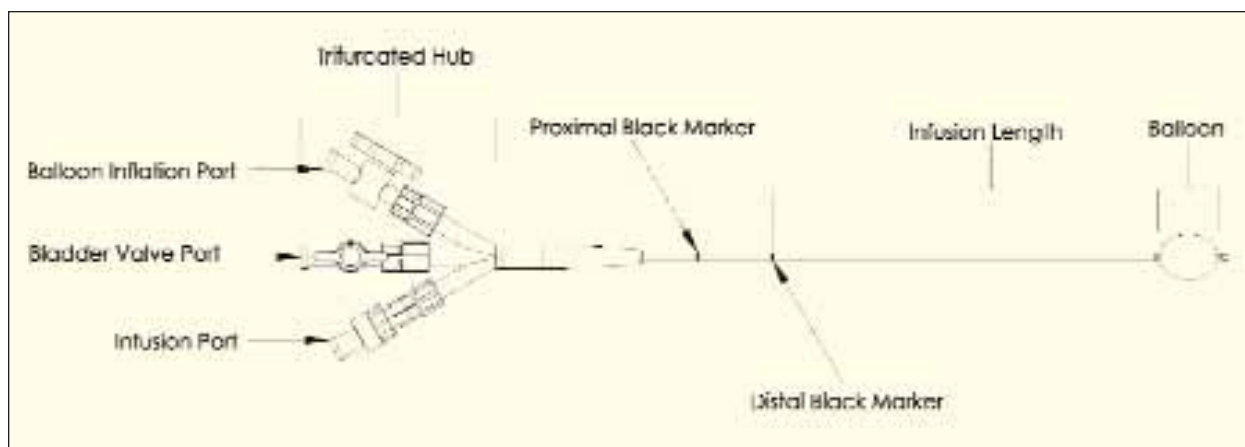 Trifurcated Hub
Proximal Black Marker
Infusion Length
Balloon
Balloon Inflation Port
Bladder Valve Port
Infusion Port
Distal Black Marker